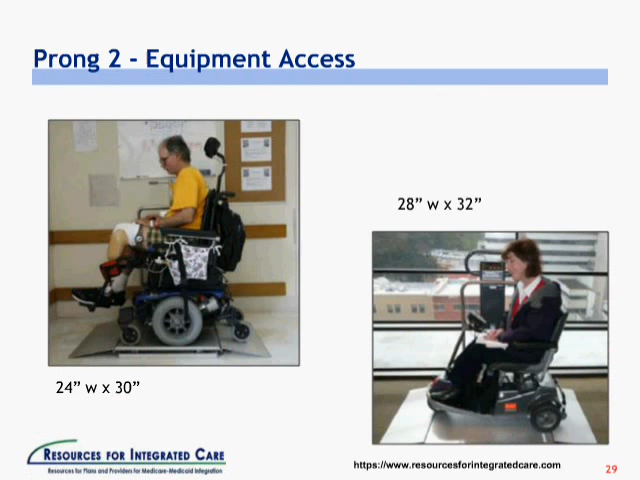 Prong 2 - Equipment Access
28” w x 32”
24” w x 30”
RESOURCES FOR INTEGRATED CARE
Resources for Plans and Providers for Medicare-Medicaid Integration
https://www.resourcesforintegratedcare.com
29